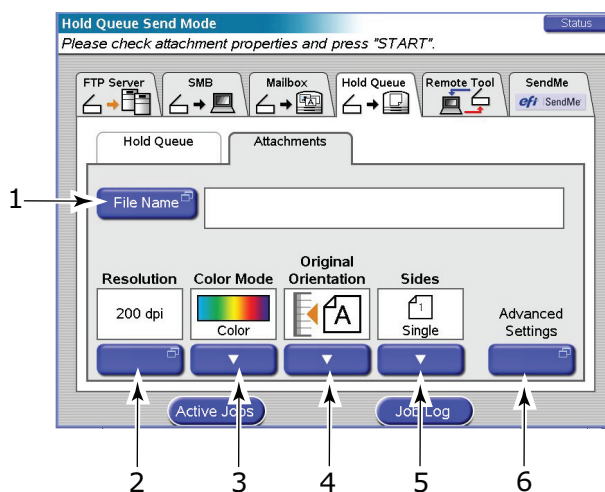 Hold Queue Send Mode
Status
Please check attachment properties and press "START".
FTP Server
SMB
Mailbox
Hold Queue
Remote Tool
SendMe
A
efi SendMe
Hold Queue
Attachments
1
File Name
Resolution
Color Mode
Original
Orientation
Sides
200 dpi
Color
A
1
Single
Advanced
Settings
Active Jobs
Job Log
2
3
4
5
6